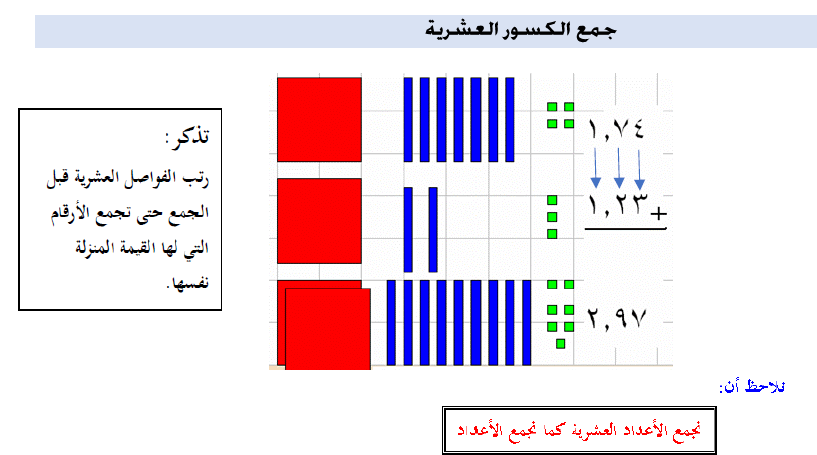 جمع الكسور العشرية
تذكر :
رتب الفواصل العشرية قبل
الجمع حتى تجمع الأرقام
التي لها القيمة المنزلة
نفسها.
١,٧٤
١,٢٣+
٢,٩٧
نلاحظ أن:
نجمع الأعداد العشرية كما نجمع الأعداد